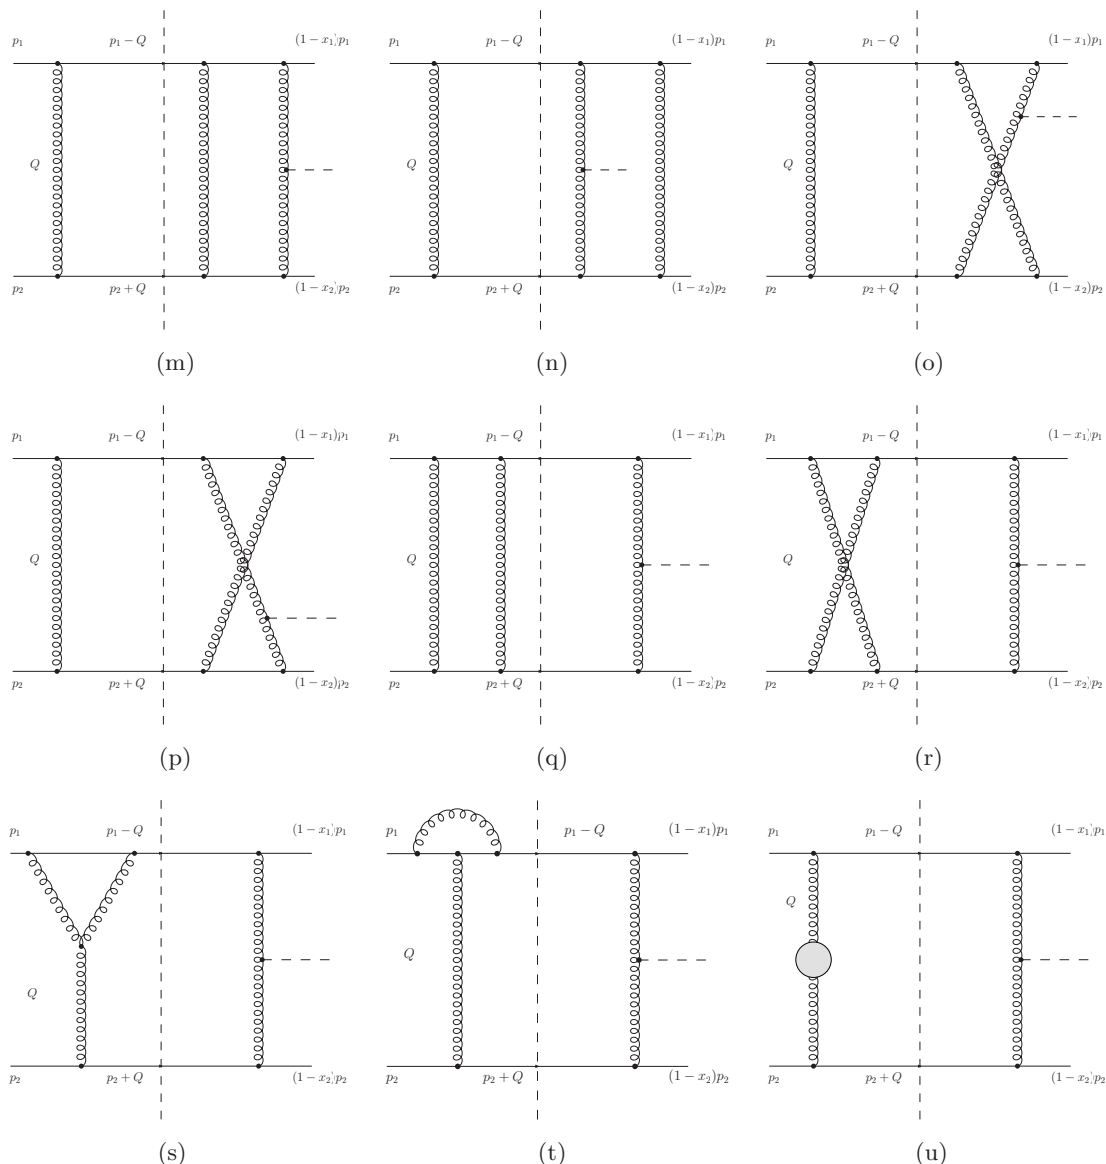 p₁ p₁ − Q (1 − x₁)p₁ p₁ p₁ − Q (1 − x₁)p₁ p₁ p₁ − Q (1 − x₁)p₁
Q Q Q
p₂ p₂ + Q (1 − x₂)p₂ p₂ p₂ + Q (1 − x₂)p₂ p₂ p₂ + Q (1 − x₂)p₂
(m) (n) (o)
p₁ p₁ − Q (1 − x₁)p₁ p₁ p₁ − Q (1 − x₁)p₁ p₁ p₁ − Q (1 − x₁)p₁
Q Q Q
p₂ p₂ + Q (1 − x₂)p₂ p₂ p₂ + Q (1 − x₂)p₂ p₂ p₂ + Q (1 − x₂)p₂
(p) (q) (r)
p₁ p₁ − Q (1 − x₁)p₁ p₁ p₁ − Q (1 − x₁)p₁ p₁ − Q (1 − x₁)p₁
Q
Q
Q
p₂ p₂ + Q (1 − x₂)p₂ p₂ p₂ + Q (1 − x₂)p₂ p₂ p₂ + Q (1 − x₂)p₂
(s) (t) (u)